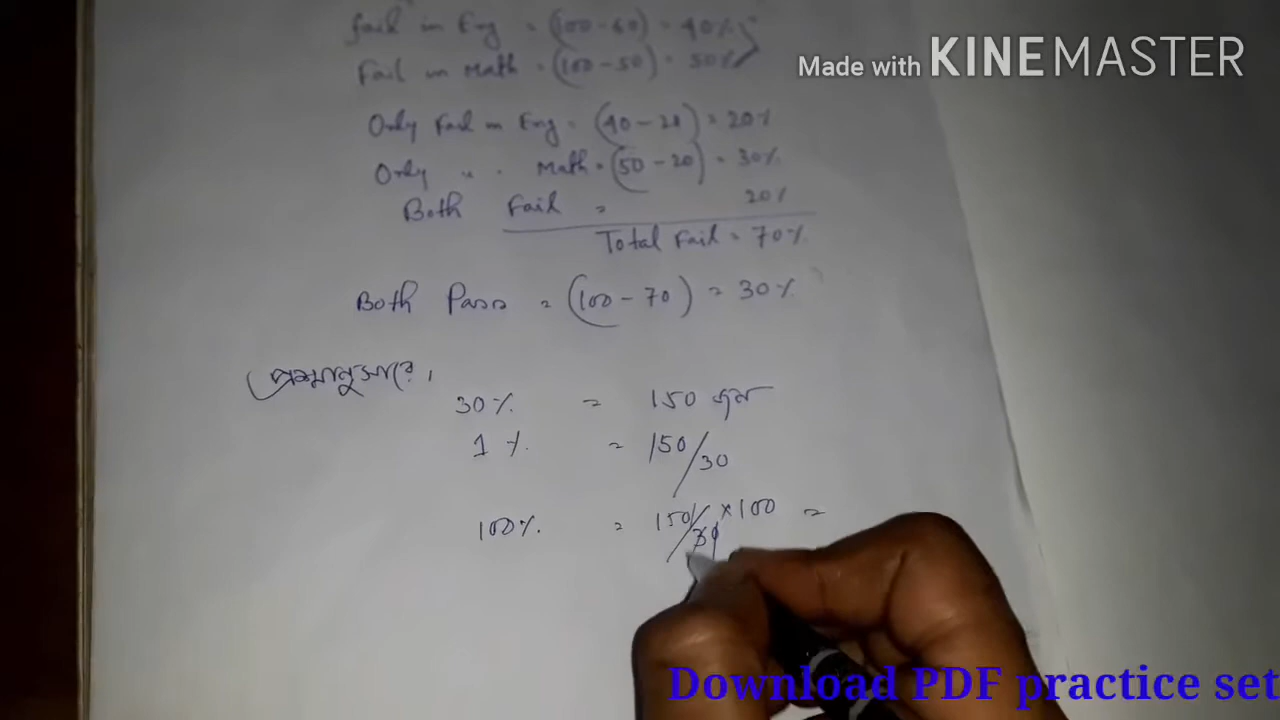 Fail in Eng = (100 - 60) = 40%
Fail in Math = (100 - 50) = 50%
Made with KINEMASTER
Only Fail in Eng = (40 - 20) = 20%
Only " " Math = (50 - 20) = 30%
Both Fail = 20%
Total Fail = 70%
Both Pass = (100 - 70) = 30%
প্রশ্নানুসারে,
30% = 150 জন
1% = 150/30
100% = 150/30 × 100 =
Download PDF practice set